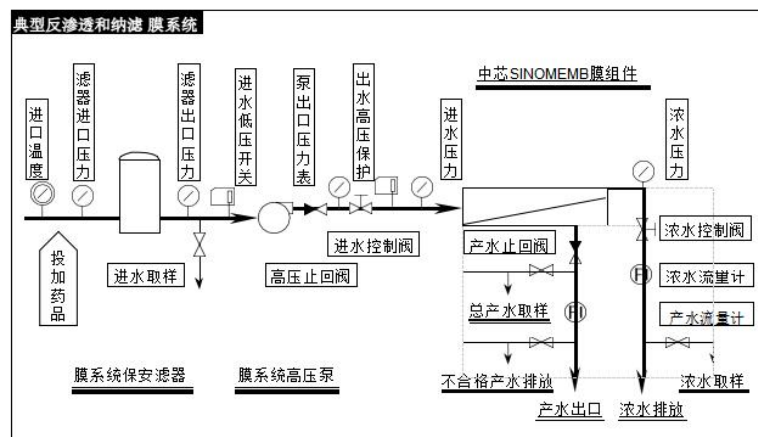 典型反渗透和纳滤 膜系统
中芯SINOMEMB膜组件
进口温度
滤器进口压力
滤器出口压力
进水低压开关
泵出口压力表
出水高压保护
进水压力
浓水压力
投加药品
进水取样
高压止回阀
进水控制阀
产水止回阀
浓水控制阀
浓水流量计
产水流量计
总产水取样
FI
FI
膜系统保安滤器
膜系统高压泵
不合格产水排放
浓水取样
产水出口
浓水排放